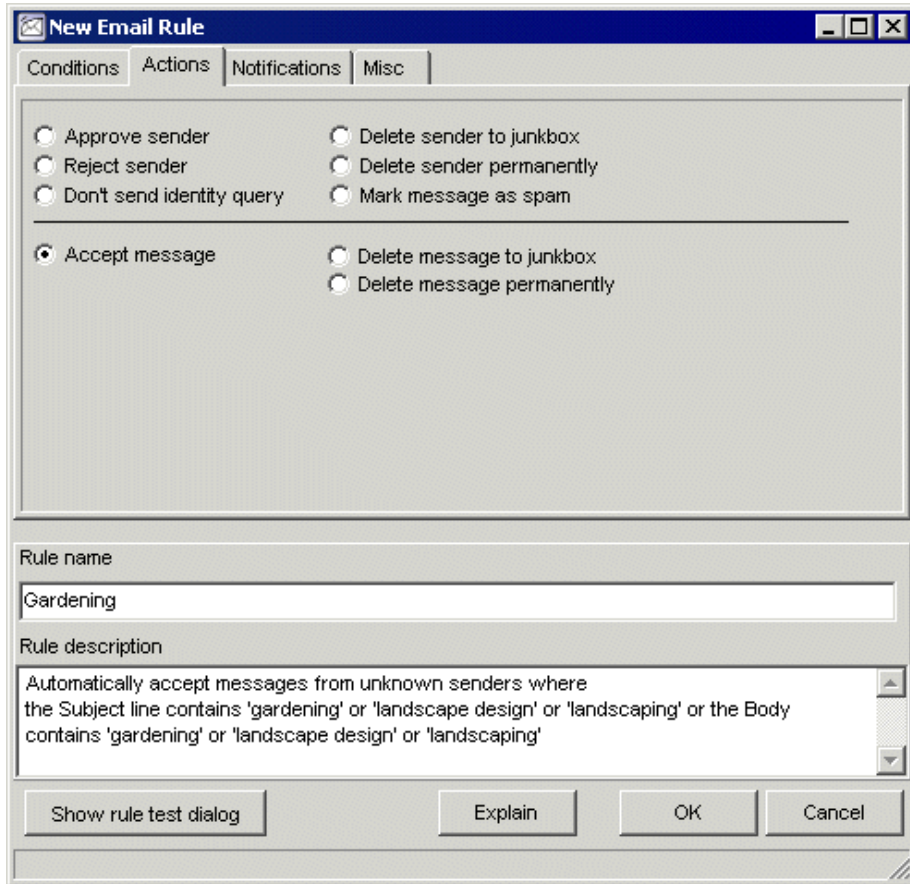 New Email Rule
Conditions Actions Notifications Misc
Approve sender Delete sender to junkbox
Reject sender Delete sender permanently
Don't send identity query Mark message as spam
Accept message Delete message to junkbox
Delete message permanently
Rule name
Gardening
Rule description
Automatically accept messages from unknown senders where
the Subject line contains 'gardening' or 'landscape design' or 'landscaping' or the Body
contains 'gardening' or 'landscape design' or 'landscaping'
Show rule test dialog Explain OK Cancel